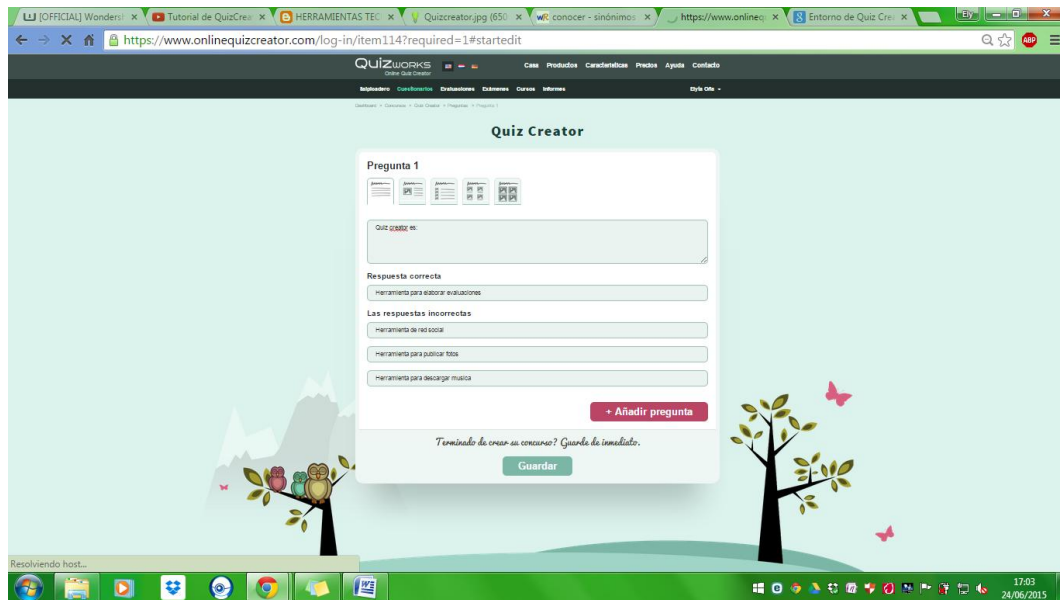 [OFFICIAL] Wondersh
Tutorial de QuizCrea
HERRAMIENTAS TEC
Quizcreator.jpg (650
conocer - sinónimos
https://www.onlineq
Entorno de Quiz Crea
Ely
https://www.onlinequizcreator.com/log-in/item114?required=1#startedit
ABP
QUIZWORKS
Online Quiz Creator
Casa Productos Características Precios Ayuda Contacto
Cuestionarios Evaluaciones Exámenes Cursos Informes
Quiz Creator
Pregunta 1
Quiz creator es:
Respuesta correcta
Herramienta para elaborar evaluaciones
Las respuestas incorrectas
Herramienta de red social
Herramienta para publicar fotos
Herramienta para descargar musica
+ Añadir pregunta
Terminado de crear su concurso? Guarde de inmediato.
Guardar
Resolviendo host...
17:03
24/06/2015